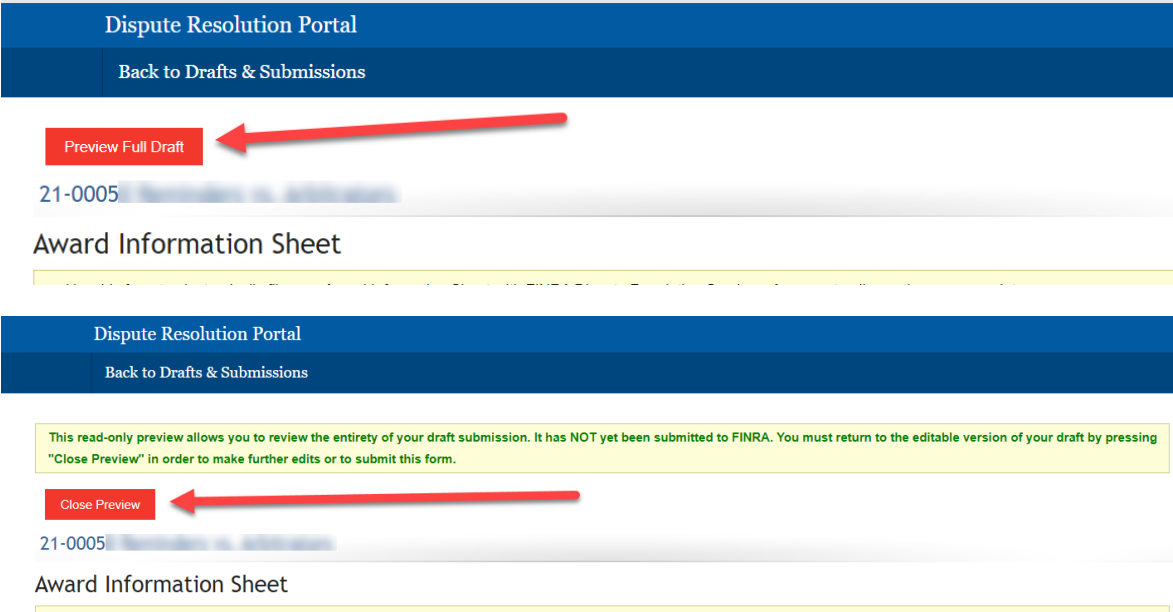 Dispute Resolution Portal
Back to Drafts & Submissions
Preview Full Draft
21-0005
Award Information Sheet
Dispute Resolution Portal
Back to Drafts & Submissions
This read-only preview allows you to review the entirety of your draft submission. It has NOT yet been submitted to FINRA. You must return to the editable version of your draft by pressing
"Close Preview" in order to make further edits or to submit this form.
Close Preview
21-0005
Award Information Sheet